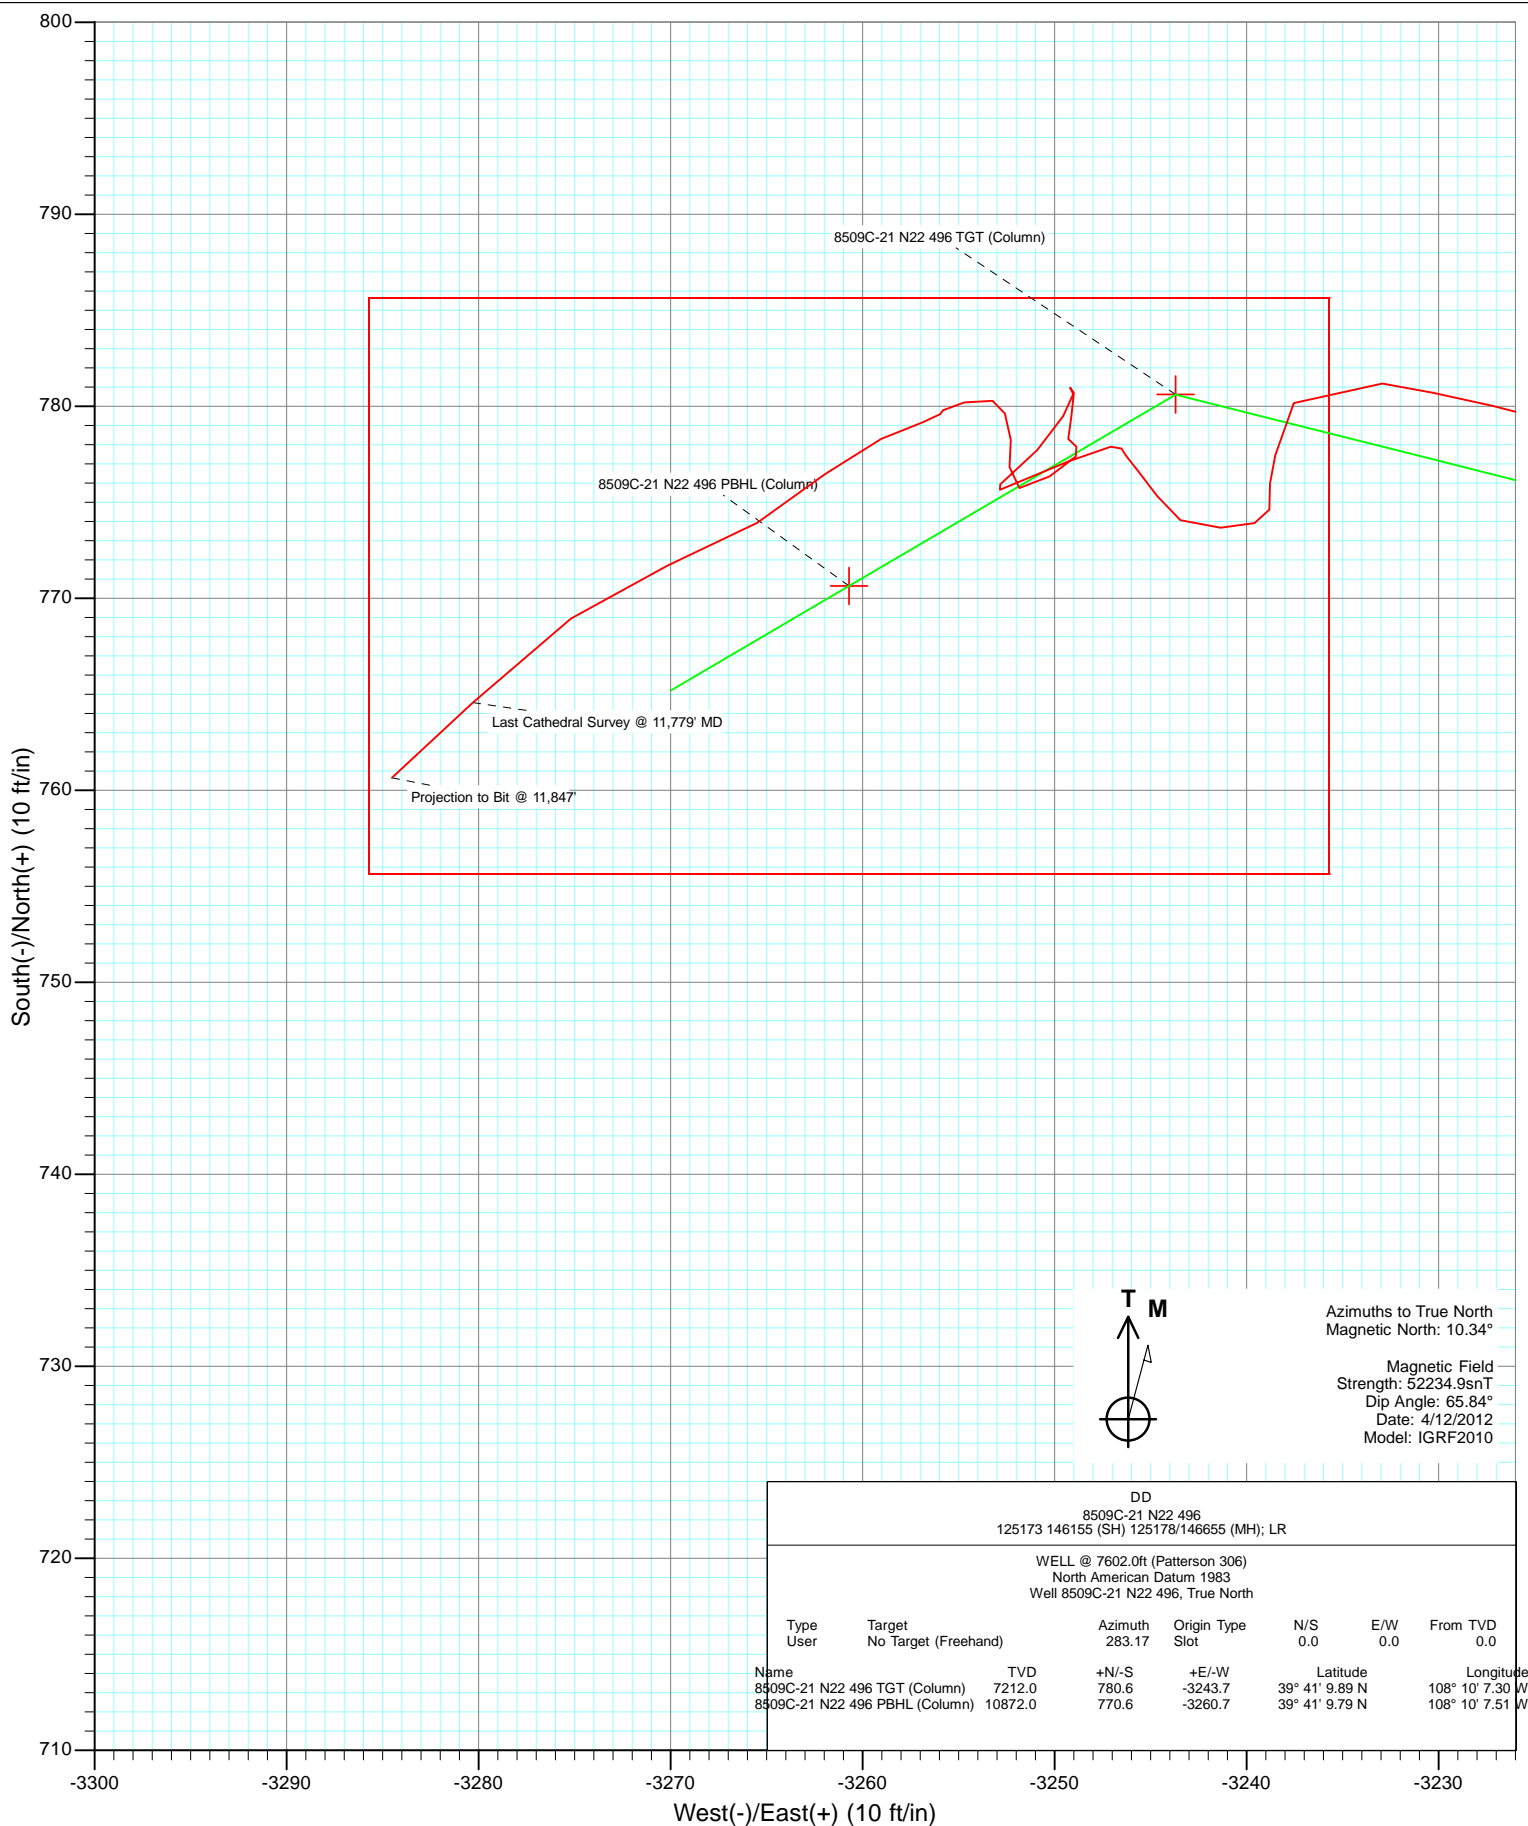 800
790
780
770
760
750
740
730
720
710
South(-)/North(+) (10 ft/in)
8509C-21 N22 496 TGT (Column)
8509C-21 N22 496 PBHL (Column)
Last Cathedral Survey @ 11,779' MD
Projection to Bit @ 11,847'
T M
Azimuths to True North
Magnetic North: 10.34°
Magnetic Field
Strength: 52234.9snT
Dip Angle: 65.84°
Date: 4/12/2012
Model: IGRF2010
DD
8509C-21 N22 496
125173 146155 (SH) 125178/146655 (MH); LR
WELL @ 7602.0ft (Patterson 306)
North American Datum 1983
Well 8509C-21 N22 496, True North
Type Target Azimuth Origin Type N/S E/W From TVD
User No Target (Freehand) 283.17 Slot 0.0 0.0 0.0
Name TVD +N/-S +E/-W Latitude Longitude
8509C-21 N22 496 TGT (Column) 7212.0 780.6 -3243.7 39° 41' 9.89 N 108° 10' 7.30 W
8509C-21 N22 496 PBHL (Column) 10872.0 770.6 -3260.7 39° 41' 9.79 N 108° 10' 7.51 W
-3300 -3290 -3280 -3270 -3260 -3250 -3240 -3230
West(-)/East(+) (10 ft/in)